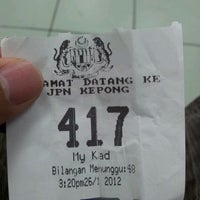 AMAT DATANG KE
JPN KEPONG
417
My Kad
Bilangan Menunggu:48
3:20pm26/1 2012